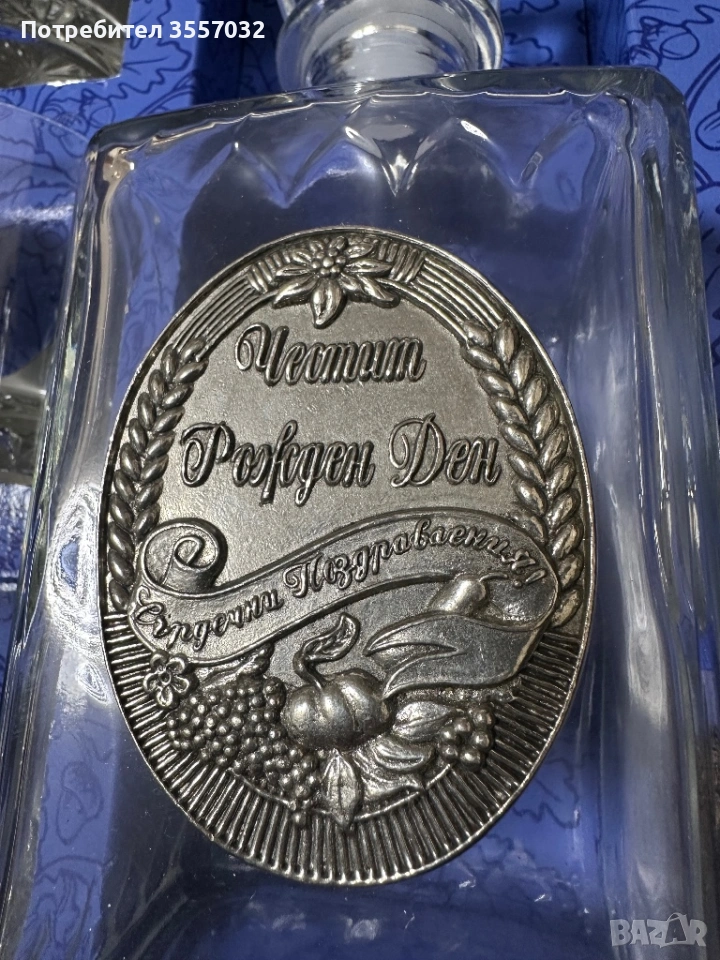 Потребител 3557032
Честит
Рожден Ден
Сърдечни Поздравления!
BAZAR